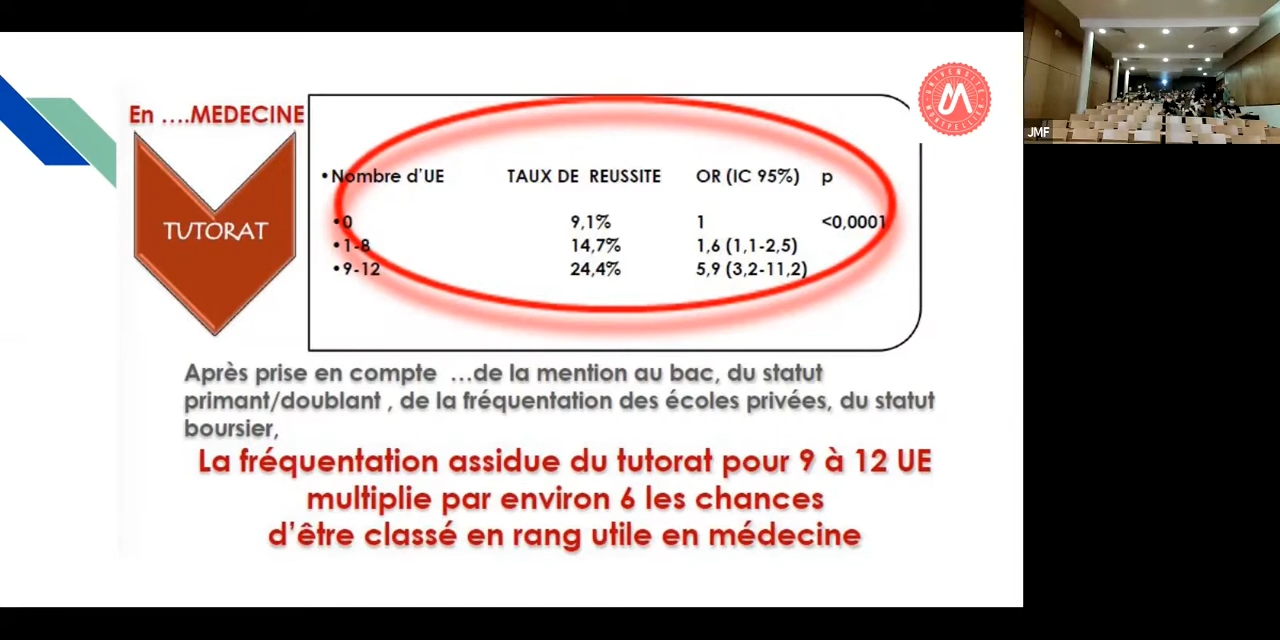 En ....MEDECINE
TUTORAT
•Nombre d'UE TAUX DE REUSSITE OR (IC 95%) p
•0 9,1% 1 <0,0001
•1-8 14,7% 1,6 (1,1-2,5)
•9-12 24,4% 5,9 (3,2-11,2)
Après prise en compte ...de la mention au bac, du statut
primant/doublant , de la fréquentation des écoles privées, du statut
boursier,
La fréquentation assidue du tutorat pour 9 à 12 UE
multiplie par environ 6 les chances
d'être classé en rang utile en médecine
UNIVERSITÉ
MONTPELLIER
JMF